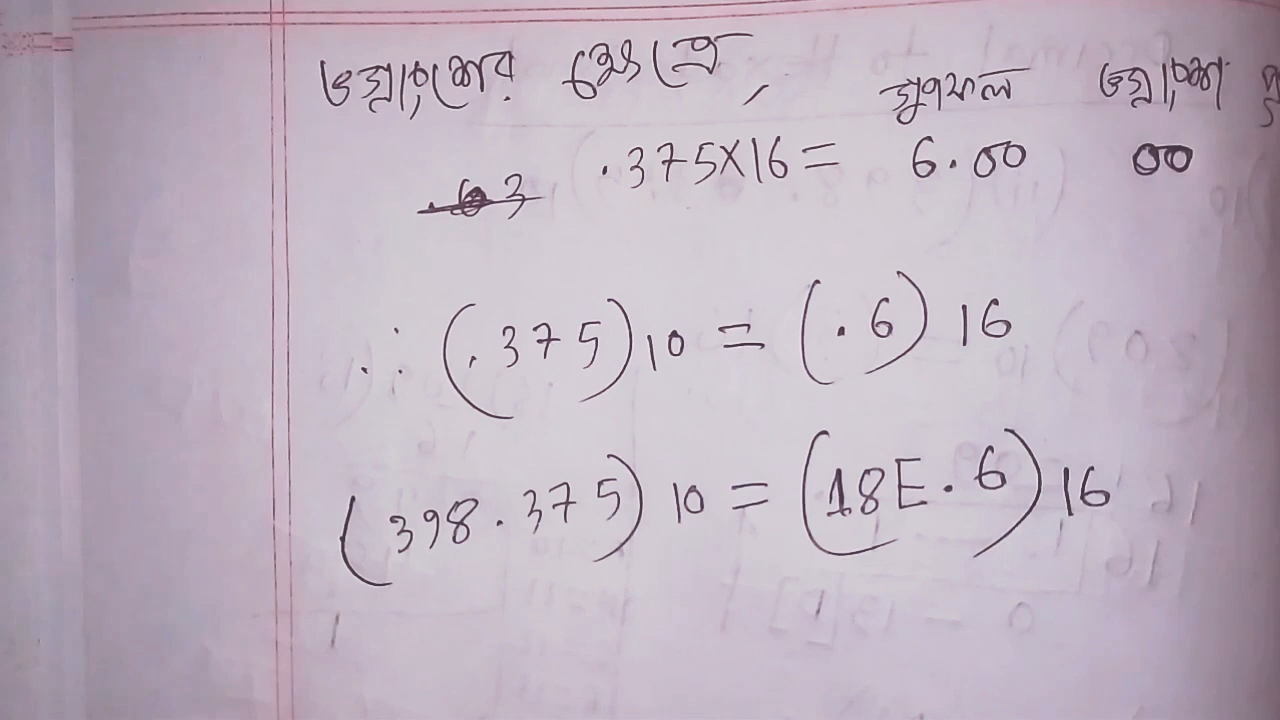 ভগ্নাংশের ক্ষেত্রে, গুণফল ভগ্নাংশ
.375X16 = 6.00 00
∴ (.375)10 = (.6)16
(398.375)10 = (18E.6)16